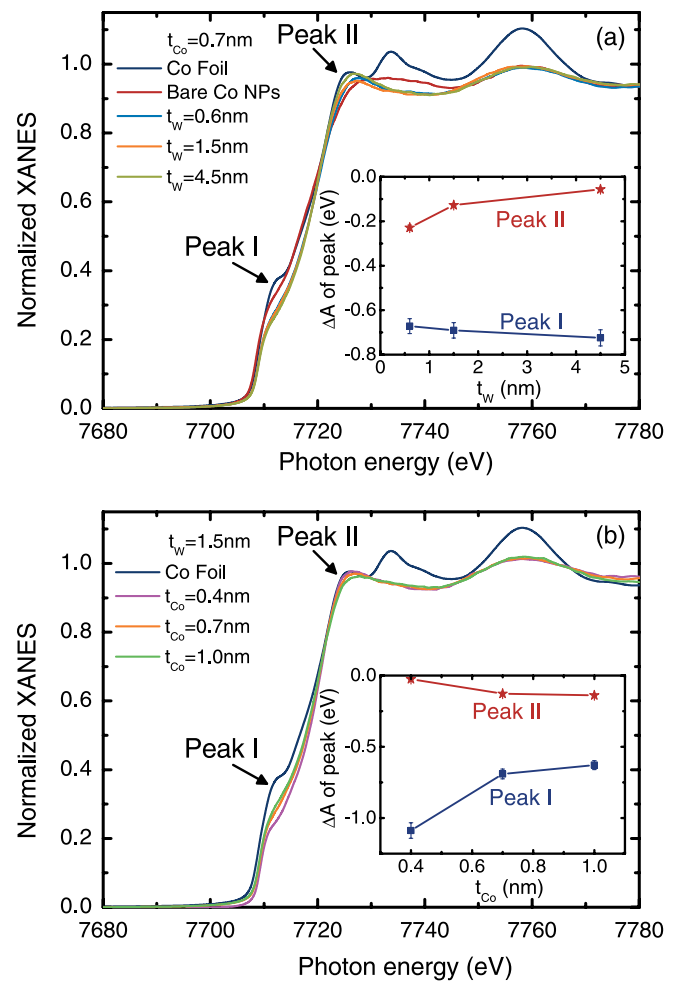 (a)
t_Co=0.7nm
Peak II
Co Foil
Bare Co NPs
t_W=0.6nm
t_W=1.5nm
t_W=4.5nm
Peak I
Normalized XANES
1.0
0.8
0.6
0.4
0.2
0.0
7680 7700 7720 7740 7760 7780
Photon energy (eV)
ΔA of peak (eV)
0.0
-0.2
-0.4
-0.6
-0.8
Peak II
Peak I
0 1 2 3 4 5
t_W (nm)
(b)
t_W=1.5nm
Peak II
Co Foil
t_Co=0.4nm
t_Co=0.7nm
t_Co=1.0nm
Peak I
Normalized XANES
1.0
0.8
0.6
0.4
0.2
0.0
7680 7700 7720 7740 7760 7780
Photon energy (eV)
ΔA of peak (eV)
0.0
-0.5
-1.0
Peak II
Peak I
0.4 0.6 0.8 1.0
t_Co (nm)